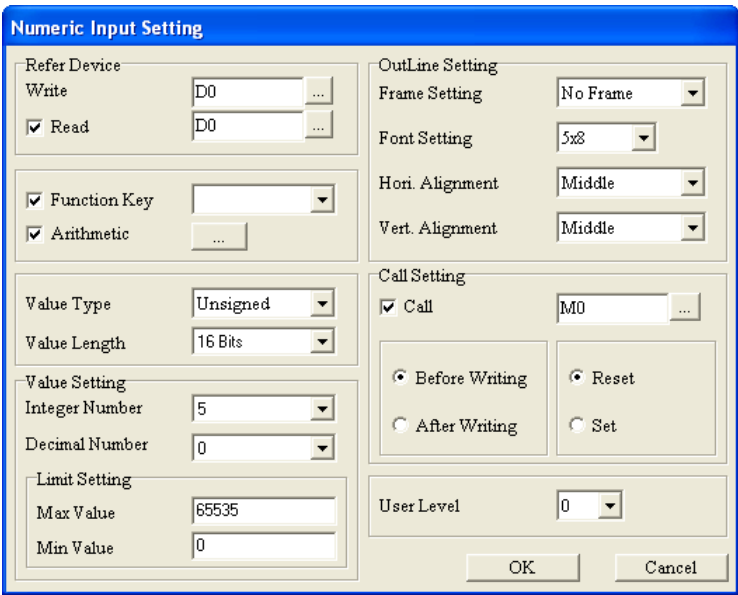 Numeric Input Setting
Refer Device
Write D0 ...
Read D0 ...
Function Key
Arithmetic ...
Value Type Unsigned
Value Length 16 Bits
Value Setting
Integer Number 5
Decimal Number 0
Limit Setting
Max Value 65535
Min Value 0
OutLine Setting
Frame Setting No Frame
Font Setting 5x8
Hori. Alignment Middle
Vert. Alignment Middle
Call Setting
Call M0 ...
Before Writing Reset
After Writing Set
User Level 0
OK Cancel